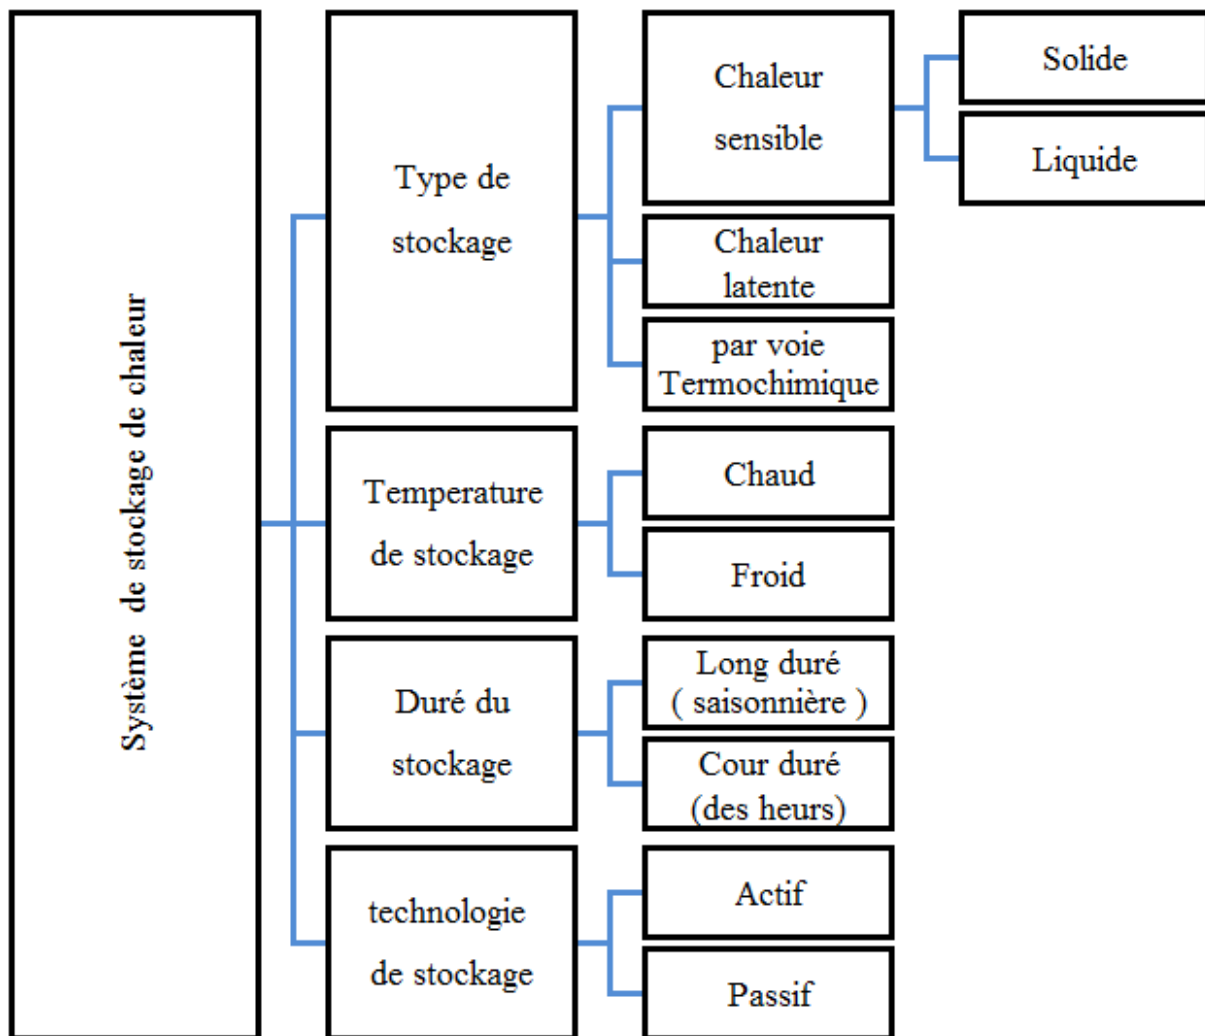 Système de stockage de chaleur
Type de
stockage
Chaleur
sensible
Solide
Liquide
Chaleur
latente
par voie
Termochimique
Temperature
de stockage
Chaud
Froid
Duré du
stockage
Long duré
( saisonnière )
Cour duré
(des heurs)
technologie
de stockage
Actif
Passif